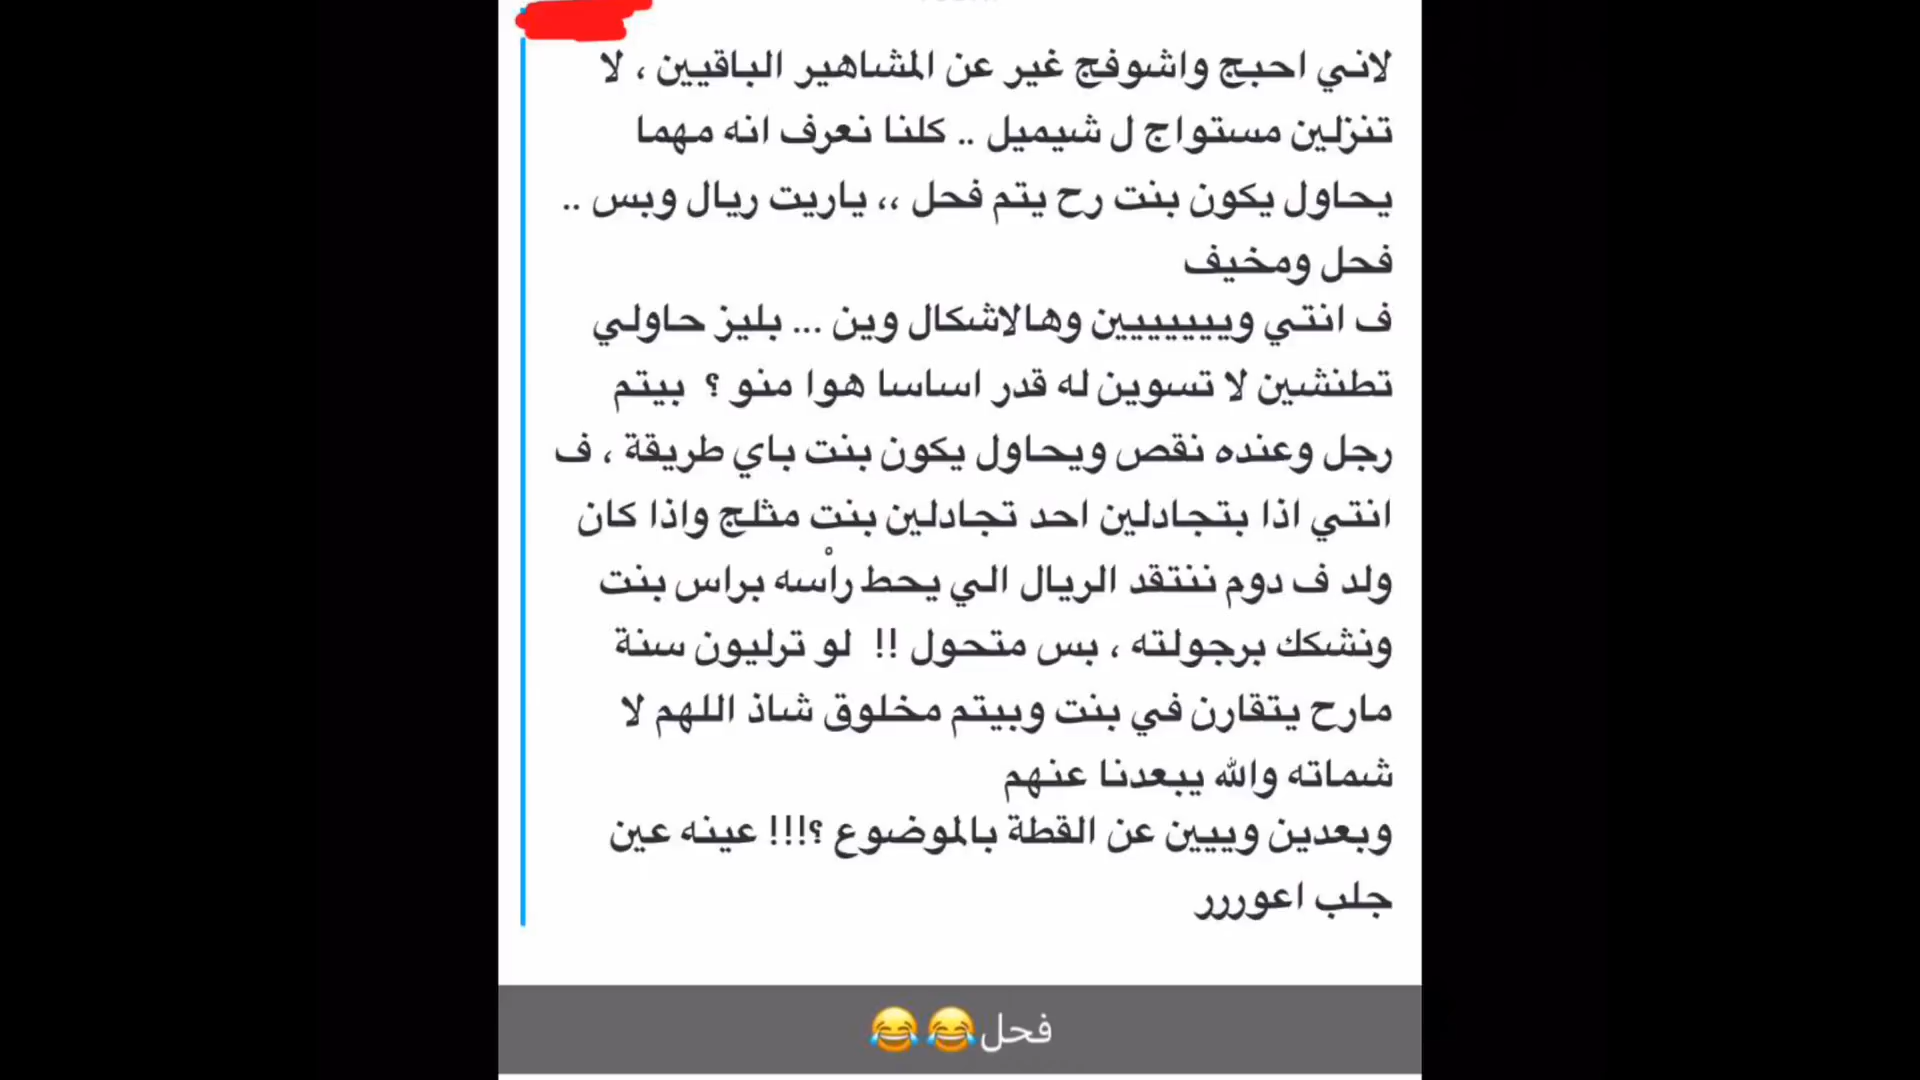 لاني احبج واشوفج غير عن المشاهير الباقيين ، لا
تنزلين مستواج ل شيميل .. كلنا نعرف انه مهما
يحاول يكون بنت رح يتم فحل ،، ياريت ريال وبس ..
فحل ومخيف
ف انتي وييييييين وهالاشكال وين ... بليز حاولي
تطنشين لا تسوين له قدر اساسا هوا منو ؟ بيتم
رجل وعنده نقص ويحاول يكون بنت باي طريقة ، ف
انتي اذا بتجادلين احد تجادلين بنت مثلج واذا كان
ولد ف دوم ننتقد الريال الي يحط راْسه براس بنت
ونشكك برجولته ، بس متحول !! لو ترليون سنة
مارح يتقارن في بنت وبيتم مخلوق شاذ اللهم لا
شماته والله يبعدنا عنهم
وبعدين ويييين عن القطة بالموضوع ؟!!! عينه عين
جلب اعوررر
فحل😂😂